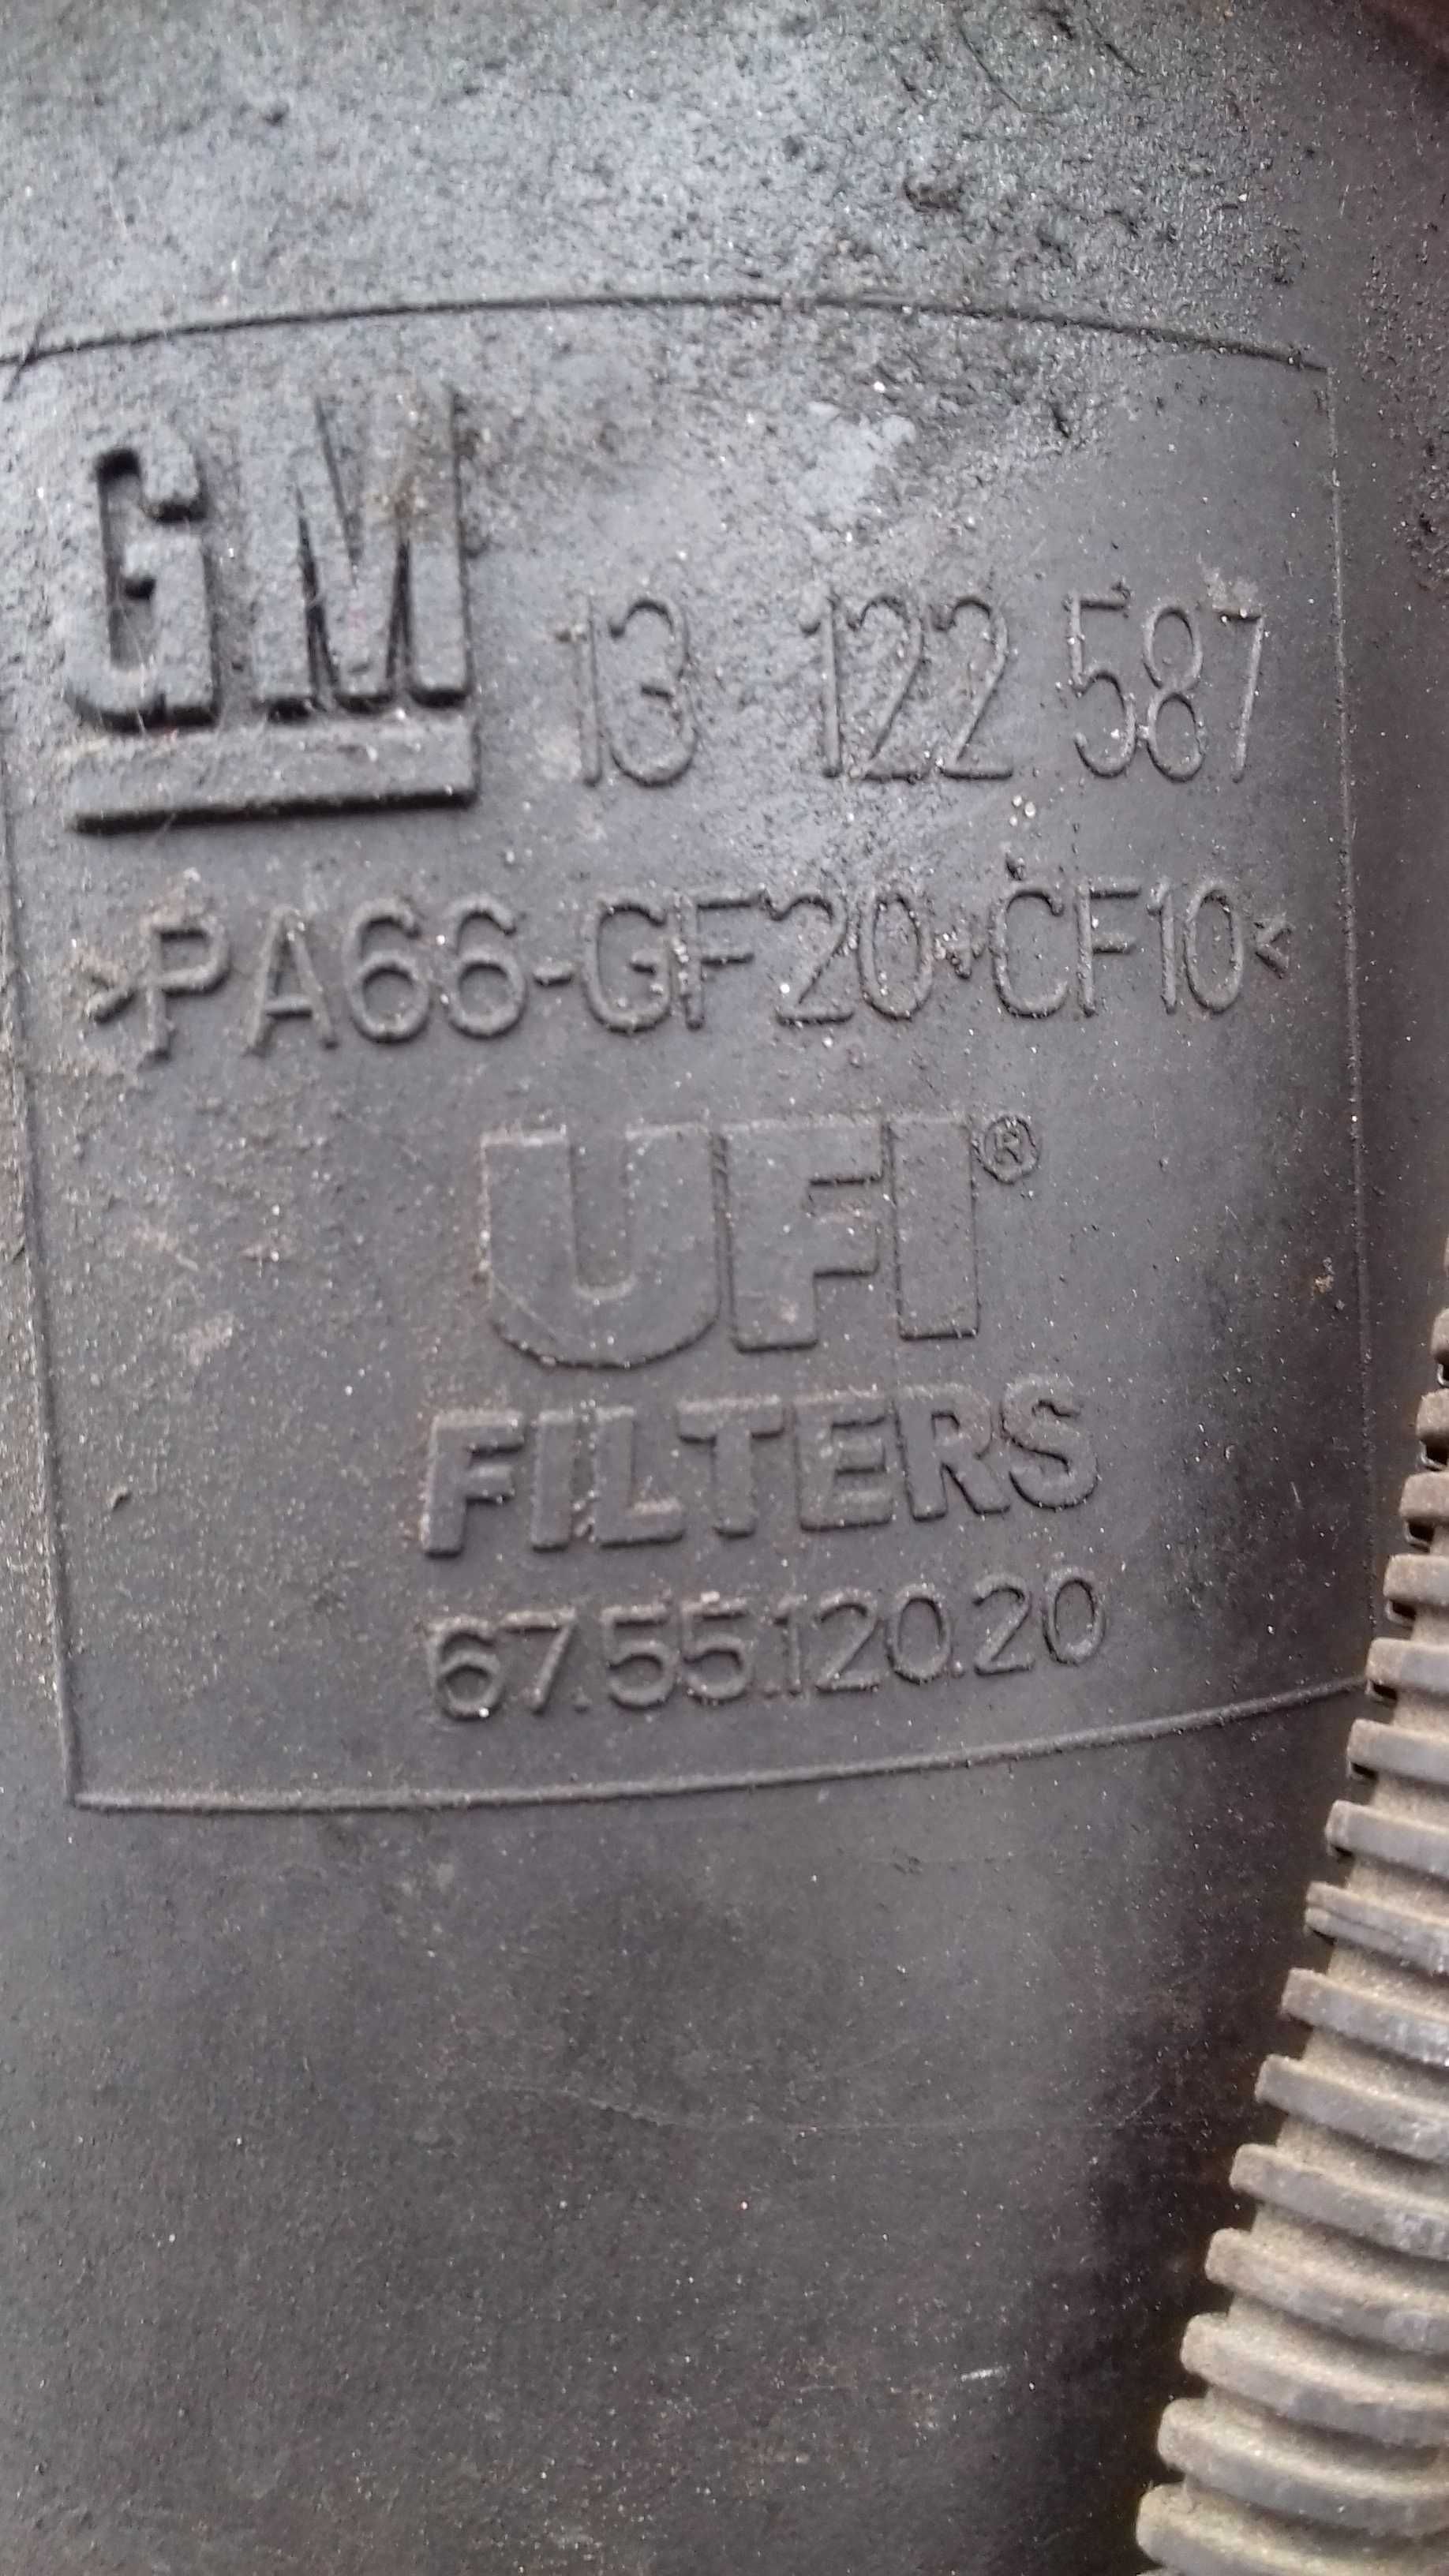 GM 13 122 587
>PA66-GF20+CF10<
UFI®
FILTERS
67.55.120.20